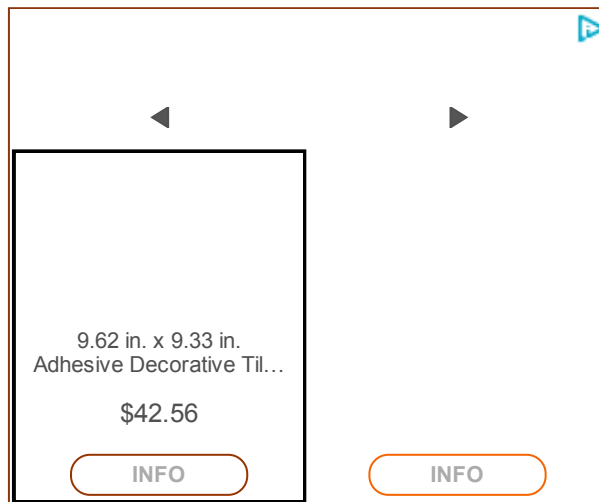 9.62 in. x 9.33 in.
Adhesive Decorative Til...
$42.56
INFO
INFO